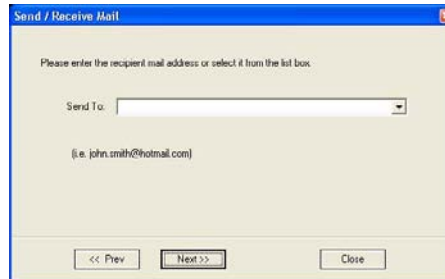 Send / Receive Mail
Please enter the recipient mail address or select it from the list box.
Send To:
(i.e. john.smith@hotmail.com)
<< Prev
Next >>
Close